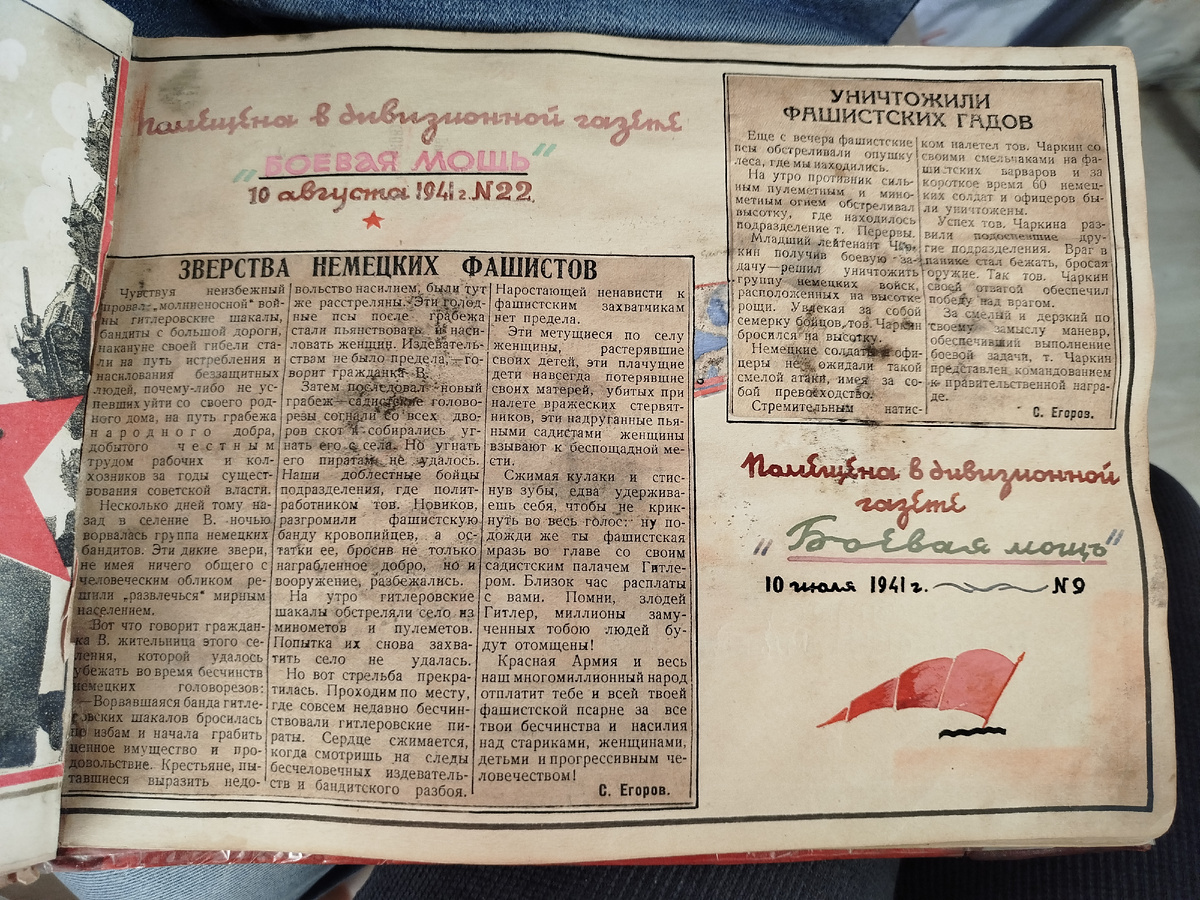 Помещена в дивизионной газете
"БОЕВАЯ МОЩЬ"
10 августа 1941 г. N22.
ЗВЕРСТВА НЕМЕЦКИХ ФАШИСТОВ
Чувствуя неизбежный
провал „молниеносной" вой-
ны гитлеровские шакалы,
бандиты с большой дороги,
накануне своей гибели ста-
ли на путь истребления и
насилования беззащитных
людей, почему-либо не ус-
певших уйти со своего род-
ного дома, на путь грабежа
народного добра,
добытого честным
трудом рабочих и кол-
хозников за годы сущест-
вования советской власти.
Несколько дней тому на-
зад в селение В. ночью
ворвалась группа немецких
бандитов. Эти дикие звери,
не имея ничего общего с
человеческим обликом ре-
шили „развлечься" мирным
населением.
Вот что говорит граждан-
ка В. жительница этого се-
ления, которой удалось
убежать во время бесчинств
немецких головорезов:
—Ворвавшаяся банда гитле-
ровских шакалов бросилась
по избам и начала грабить
ценное имущество и про-
довольствие. Крестьяне, пы-
тавшиеся выразить недо-
вольство насилием, были тут
же расстреляны. Эти голод-
ные псы после грабежа
стали пьянствовать и наси-
ловать женщин. Издеватель-
ствам не было предела,—го-
ворит гражданка В.
Затем последовал новый
грабеж—садистские голово-
резы согнали со всех дво-
ров скот и собирались уг-
нать его с села. Но угнать
его пиратам не удалось.
Наши доблестные бойцы
подразделения, где полит-
работником тов. Новиков,
разгромили фашистскую
банду кровопийцев, а ос-
татки ее, бросив не только
награбленное добро, но и
вооружение, разбежались.
На утро гитлеровские
шакалы обстреляли село из
минометов и пулеметов.
Попытка их снова захва-
тить село не удалась.
Но вот стрельба прекра-
тилась. Проходим по месту,
где совсем недавно бесчин-
ствовали гитлеровские пи-
раты. Сердце сжимается,
когда смотришь на следы
бесчеловечных издеватель-
ств и бандитского разбоя.
Наростающей ненависти к
фашистским захватчикам
нет предела.
Эти метущиеся по селу
женщины, растерявшие
своих детей, эти плачущие
дети навсегда потерявшие
своих матерей, убитых при
налете вражеских стервят-
ников, эти надруганные пья-
ными садистами женщины
взывают к беспощадной ме-
сти.
Сжимая кулаки и стис-
нув зубы, едва удержива-
ешь себя, чтобы не крик-
нуть во весь голос: ну по-
дожди же ты фашистская
мразь во главе со своим
садистским палачем Гитле-
ром. Близок час расплаты
с вами. Помни, злодей
Гитлер, миллионы заму-
ченных тобою людей бу-
дут отомщены!
Красная Армия и весь
наш многомиллионный народ
отплатит тебе и всей твоей
фашистской псарне за все
твои бесчинства и насилия
над стариками, женщинами,
детьми и прогрессивным че-
ловечеством!
С. Егоров.
УНИЧТОЖИЛИ
ФАШИСТСКИХ ГАДОВ
Еще с вечера фашистские
псы обстреливали опушку
леса, где мы находились.
На утро противник силь-
ным пулеметным и мино-
метным огнем обстреливал
высотку, где находилось
подразделение т. Перервы.
Младший лейтенант Чар-
кин получив боевую за-
дачу—решил уничтожить
группу немецких войск,
расположенных на высотке
рощи. Увлекая за собой
семерку бойцов, тов. Чаркин
бросился на высотку.
Немецкие солдаты и офи-
церы не ожидали такой
смелой атаки, имея за со-
бой превосходство.
Стремительным натис-
ком налетел тов. Чаркин со
своими смельчаками на фа-
шистских варваров и за
короткое время 60 немец-
ких солдат и офицеров бы-
ли уничтожены.
Успех тов. Чаркина раз-
вили подоспевшие дру-
гие подразделения. Враг в
панике стал бежать, бросая
оружие. Так тов. Чаркин
своей отвагой обеспечил
победу над врагом.
За смелый и дерзкий по
своему замыслу маневр,
обеспечивший выполнение
боевой задачи, т. Чаркин
представлен командованием
к правительственной награ-
де.
С. Егоров.
Помещена в дивизионной
газете
"Боевая мощь"
10 июля 1941 г. N9